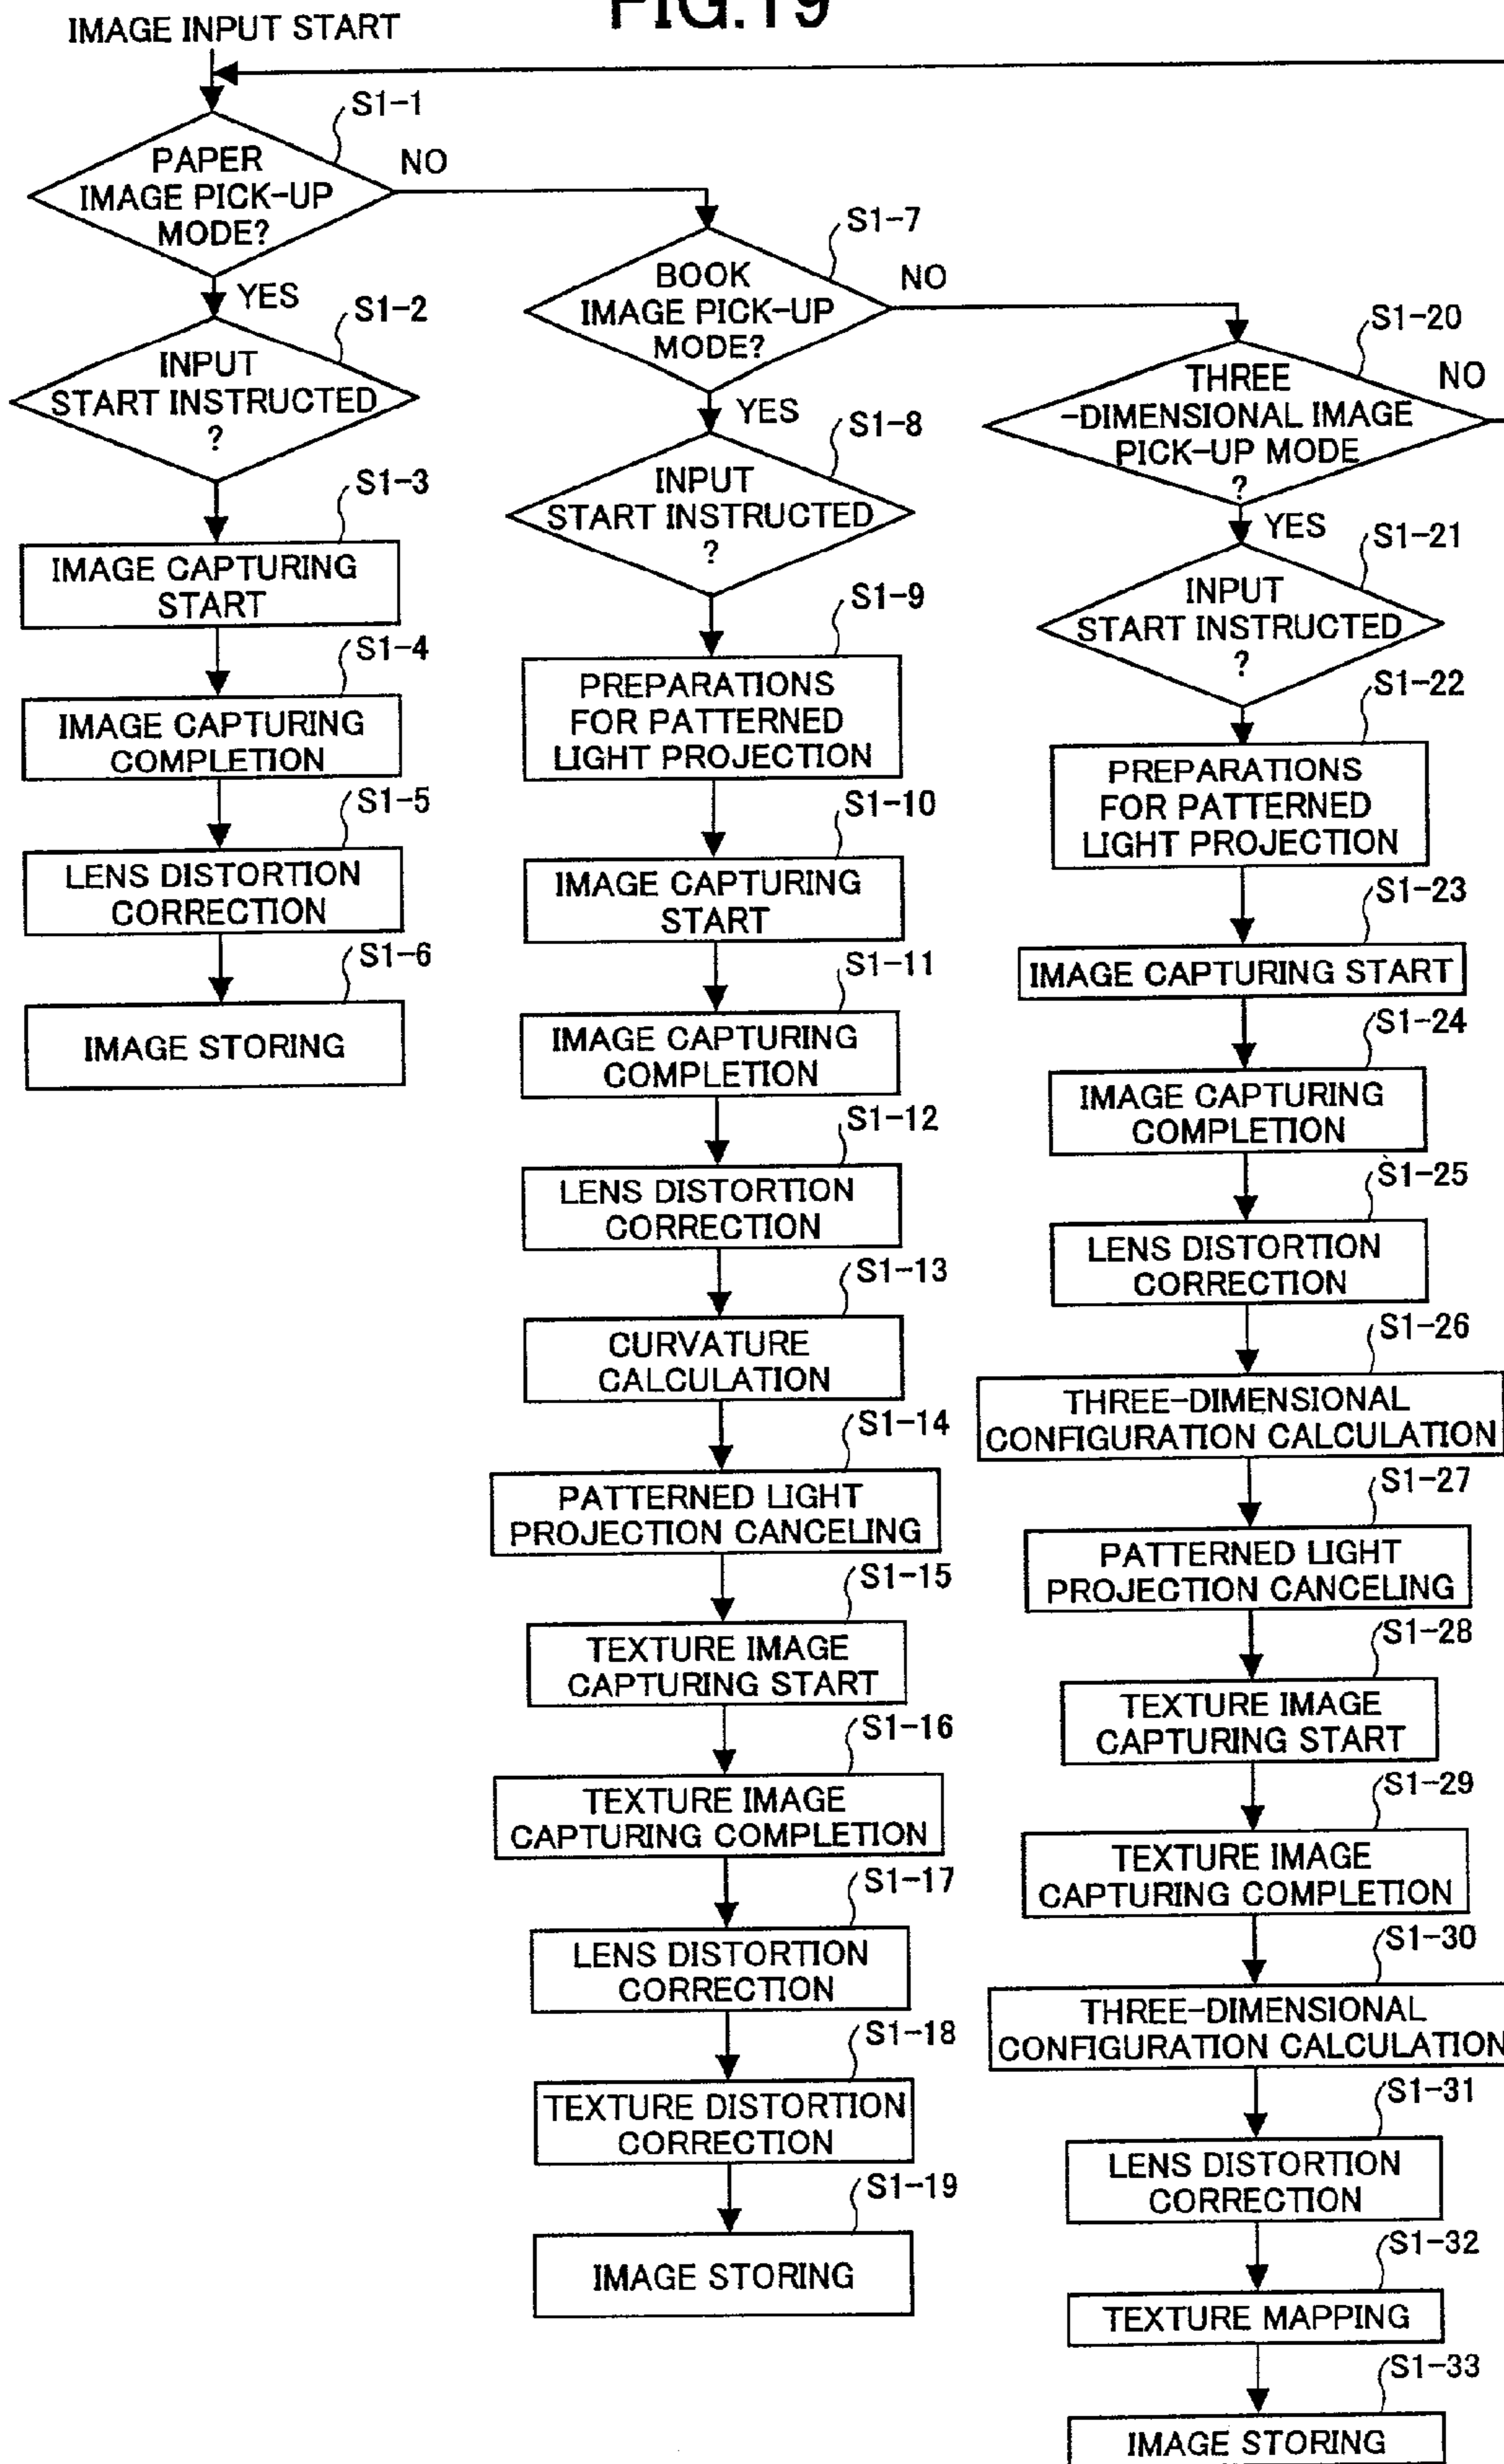 FIG.19
IMAGE INPUT START
S1-1
PAPER
IMAGE PICK-UP
MODE?
NO
YES
S1-2
INPUT
START INSTRUCTED
?
S1-3
IMAGE CAPTURING
START
S1-4
IMAGE CAPTURING
COMPLETION
S1-5
LENS DISTORTION
CORRECTION
S1-6
IMAGE STORING
S1-7
BOOK
IMAGE PICK-UP
MODE?
NO
YES
S1-8
INPUT
START INSTRUCTED
?
S1-9
PREPARATIONS
FOR PATTERNED
LIGHT PROJECTION
S1-10
IMAGE CAPTURING
START
S1-11
IMAGE CAPTURING
COMPLETION
S1-12
LENS DISTORTION
CORRECTION
S1-13
CURVATURE
CALCULATION
S1-14
PATTERNED LIGHT
PROJECTION CANCELING
S1-15
TEXTURE IMAGE
CAPTURING START
S1-16
TEXTURE IMAGE
CAPTURING COMPLETION
S1-17
LENS DISTORTION
CORRECTION
S1-18
TEXTURE DISTORTION
CORRECTION
S1-19
IMAGE STORING
S1-20
THREE
-DIMENSIONAL IMAGE
PICK-UP MODE
?
NO
YES
S1-21
INPUT
START INSTRUCTED
?
S1-22
PREPARATIONS
FOR PATTERNED
LIGHT PROJECTION
S1-23
IMAGE CAPTURING START
S1-24
IMAGE CAPTURING
COMPLETION
S1-25
LENS DISTORTION
CORRECTION
S1-26
THREE-DIMENSIONAL
CONFIGURATION CALCULATION
S1-27
PATTERNED LIGHT
PROJECTION CANCELING
S1-28
TEXTURE IMAGE
CAPTURING START
S1-29
TEXTURE IMAGE
CAPTURING COMPLETION
S1-30
THREE-DIMENSIONAL
CONFIGURATION CALCULATION
S1-31
LENS DISTORTION
CORRECTION
S1-32
TEXTURE MAPPING
S1-33
IMAGE STORING